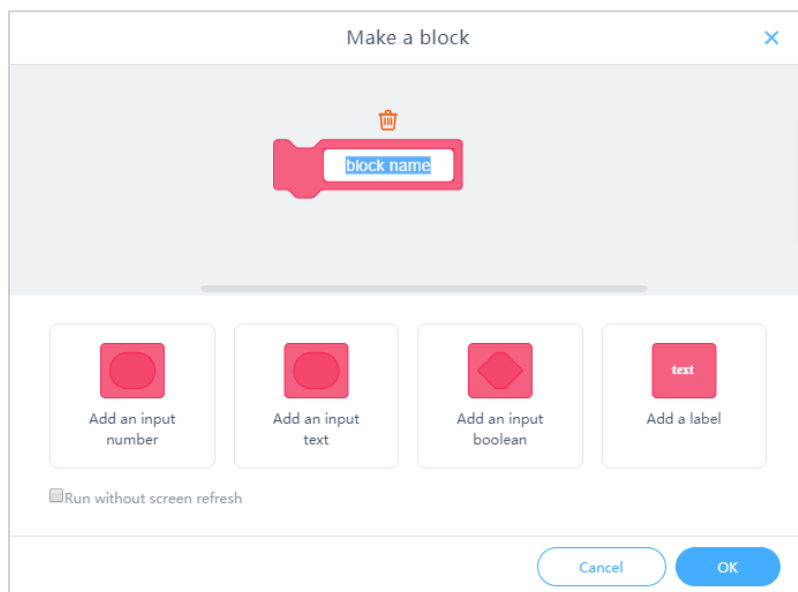 Make a block
block name
Add an input
number
Add an input
text
Add an input
boolean
text
Add a label
Run without screen refresh
Cancel
OK